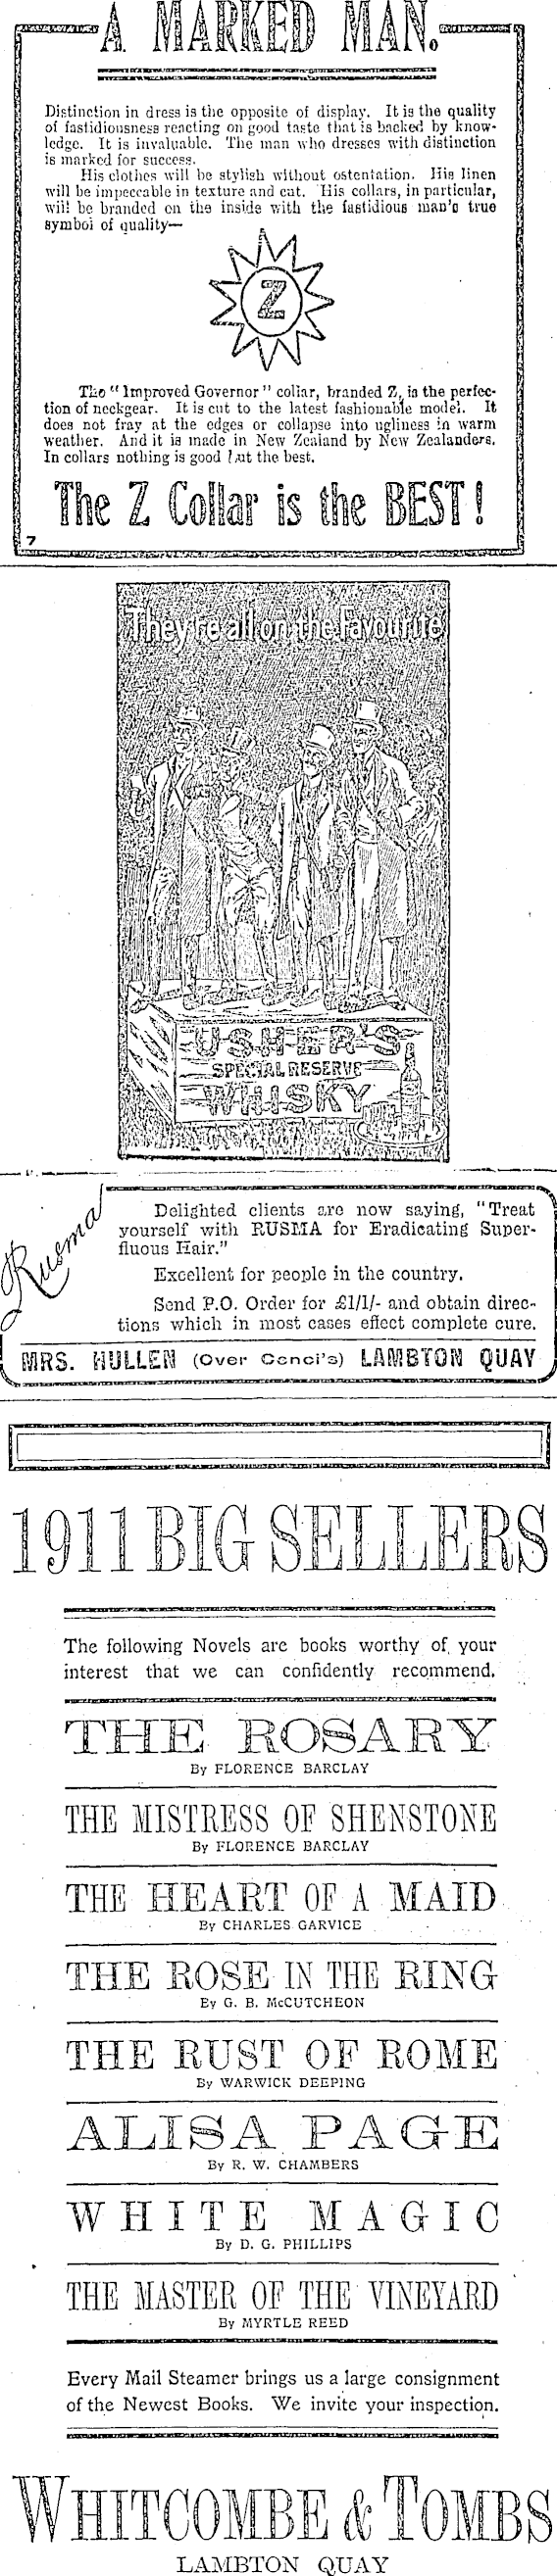 A MARKED MAN.
Distinction in dress is the opposite of display. It is the quality
of fastidiousness reacting on good taste that is backed by know-
ledge. It is invaluable. The man who dresses with distinction
is marked for success.
His clothes will be stylish without ostentation. His linen
will be impeccable in texture and cut. His collars, in particular,
will be branded on the inside with the fastidious man's true
symbol of quality—
Z
The "Improved Governor" collar, branded Z, is the perfec-
tion of neckgear. It is cut to the latest fashionable model. It
does not fray at the edges or collapse into ugliness in warm
weather. And it is made in New Zealand by New Zealanders.
In collars nothing is good but the best.
The Z Collar is the BEST!
7
They're all on the Favourite
USHER'S
SPECIAL RESERVE
WHISKY
Rusma
Delighted clients are now saying, "Treat
yourself with RUSMA for Eradicating Super-
fluous Hair."
Excellent for people in the country.
Send P.O. Order for £1/1/- and obtain direc-
tions which in most cases effect complete cure.
MRS. HULLEN (Over Cenci's) LAMBTON QUAY
1911 BIG SELLERS
The following Novels are books worthy of your
interest that we can confidently recommend.
THE ROSARY
By FLORENCE BARCLAY
THE MISTRESS OF SHENSTONE
By FLORENCE BARCLAY
THE HEART OF A MAID
By CHARLES GARVICE
THE ROSE IN THE RING
By G. B. McCUTCHEON
THE RUST OF ROME
By WARWICK DEEPING
ALISA PAGE
By R. W. CHAMBERS
WHITE MAGIC
By D. G. PHILLIPS
THE MASTER OF THE VINEYARD
By MYRTLE REED
Every Mail Steamer brings us a large consignment
of the Newest Books. We invite your inspection.
WHITCOMBE & TOMBS
LAMBTON QUAY